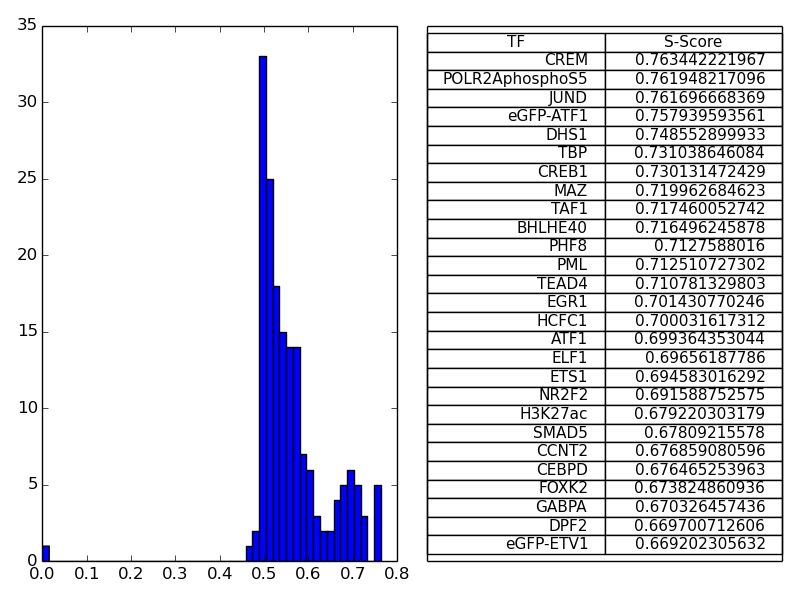 35
30
25
20
15
10
5
0
0.0 0.1 0.2 0.3 0.4 0.5 0.6 0.7 0.8
TF S-Score
CREM 0.763442221967
POLR2AphosphoS5 0.761948217096
JUND 0.761696668369
eGFP-ATF1 0.757939593561
DHS1 0.748552899933
TBP 0.731038646084
CREB1 0.730131472429
MAZ 0.719962684623
TAF1 0.717460052742
BHLHE40 0.716496245878
PHF8 0.7127588016
PML 0.712510727302
TEAD4 0.710781329803
EGR1 0.701430770246
HCFC1 0.700031617312
ATF1 0.699364353044
ELF1 0.69656187786
ETS1 0.694583016292
NR2F2 0.691588752575
H3K27ac 0.679220303179
SMAD5 0.67809215578
CCNT2 0.676859080596
CEBPD 0.676465253963
FOXK2 0.673824860936
GABPA 0.670326457436
DPF2 0.669700712606
eGFP-ETV1 0.669202305632